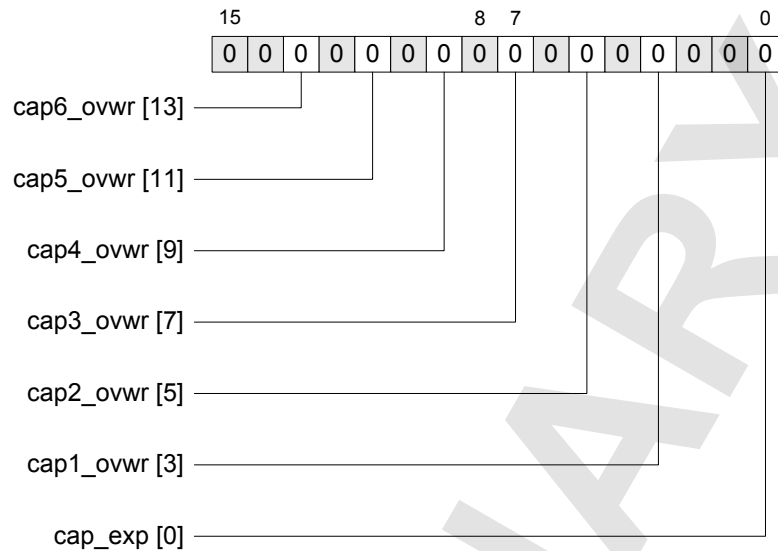 15 8 7 0
0 0 0 0 0 0 0 0 0 0 0 0 0 0 0 0
cap6_ovwr [13]
cap5_ovwr [11]
cap4_ovwr [9]
cap3_ovwr [7]
cap2_ovwr [5]
cap1_ovwr [3]
cap_exp [0]
ARY